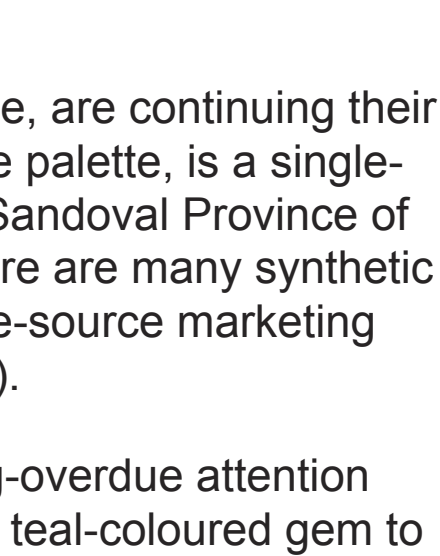 e, are continuing their
e palette, is a single-
Sandoval Province of
re are many synthetic
e-source marketing
).
g-overdue attention
teal-coloured gem to